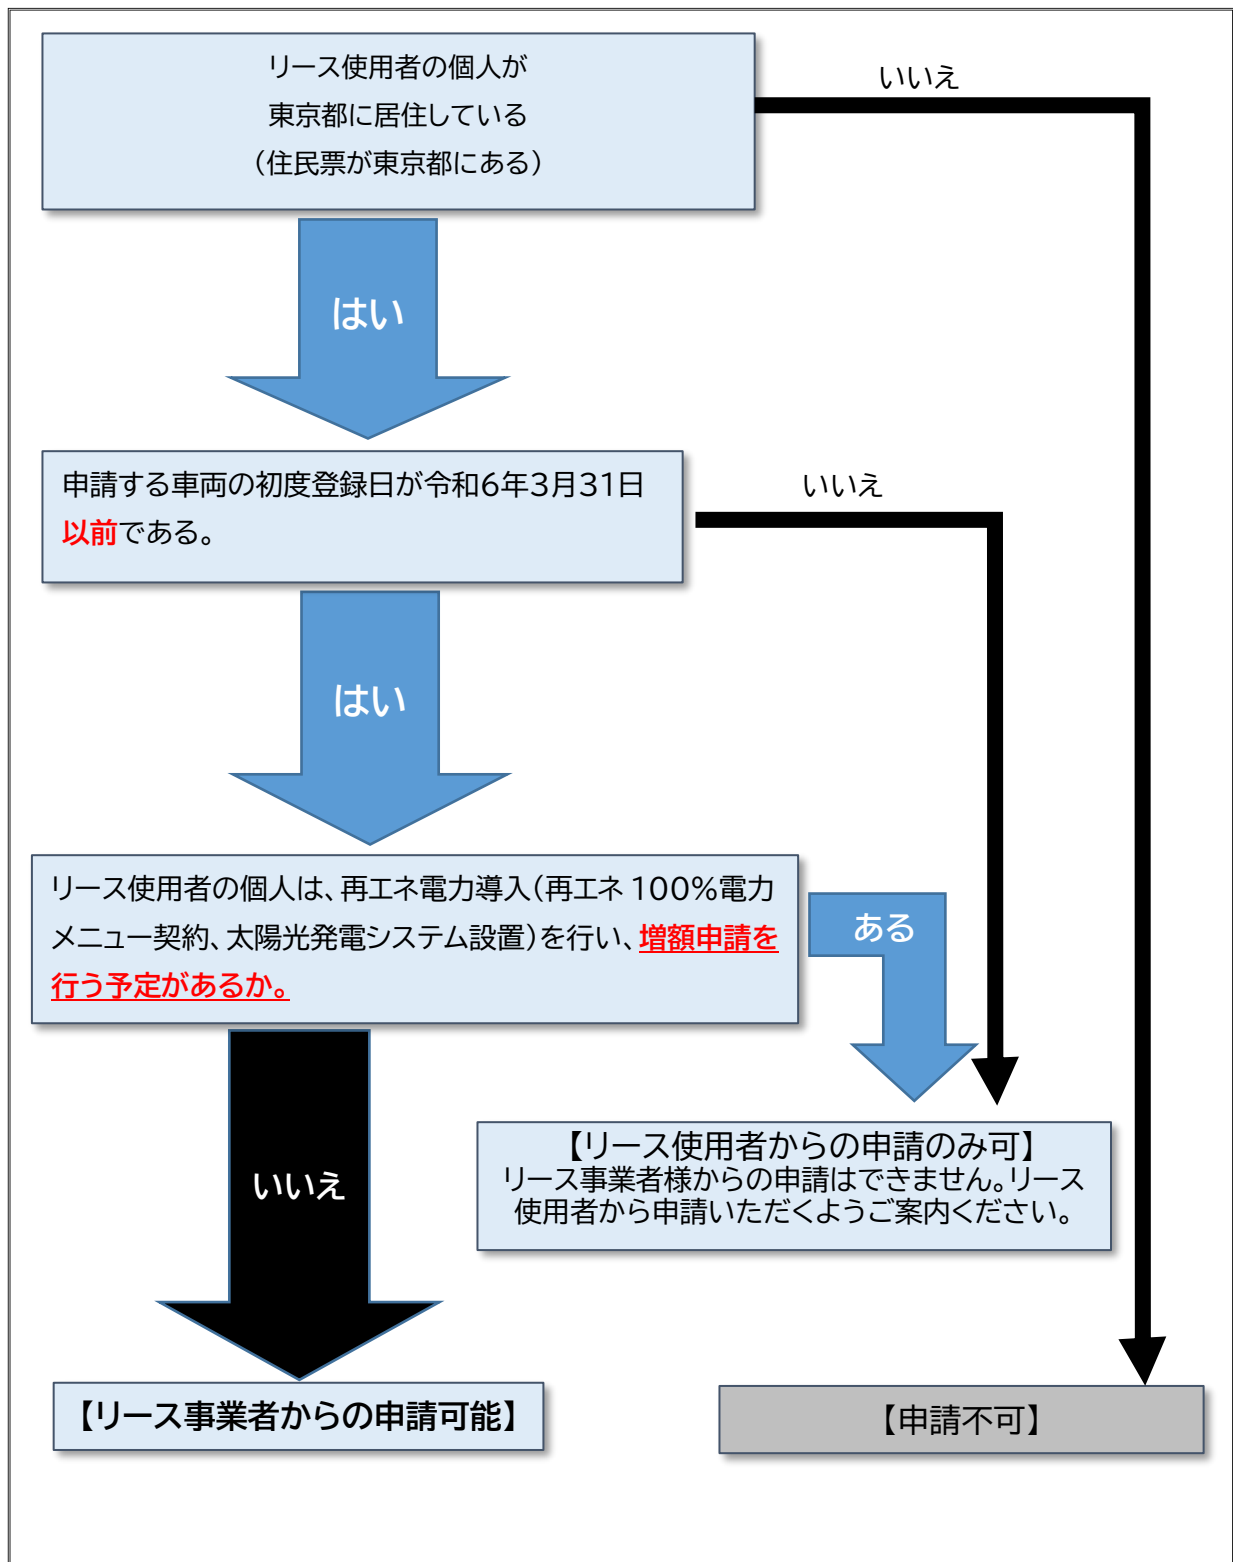 リース使用者の個人が
東京都に居住している
（住民票が東京都にある）
いいえ
はい
申請する車両の初度登録日が令和6年3月31日
以前である。
いいえ
はい
リース使用者の個人は、再エネ電力導入（再エネ 100%電力
メニュー契約、太陽光発電システム設置）を行い、増額申請を
行う予定があるか。
ある
いいえ
【リース使用者からの申請のみ可】
リース事業者様からの申請はできません。リース
使用者から申請いただくようご案内ください。
【リース事業者からの申請可能】
【申請不可】